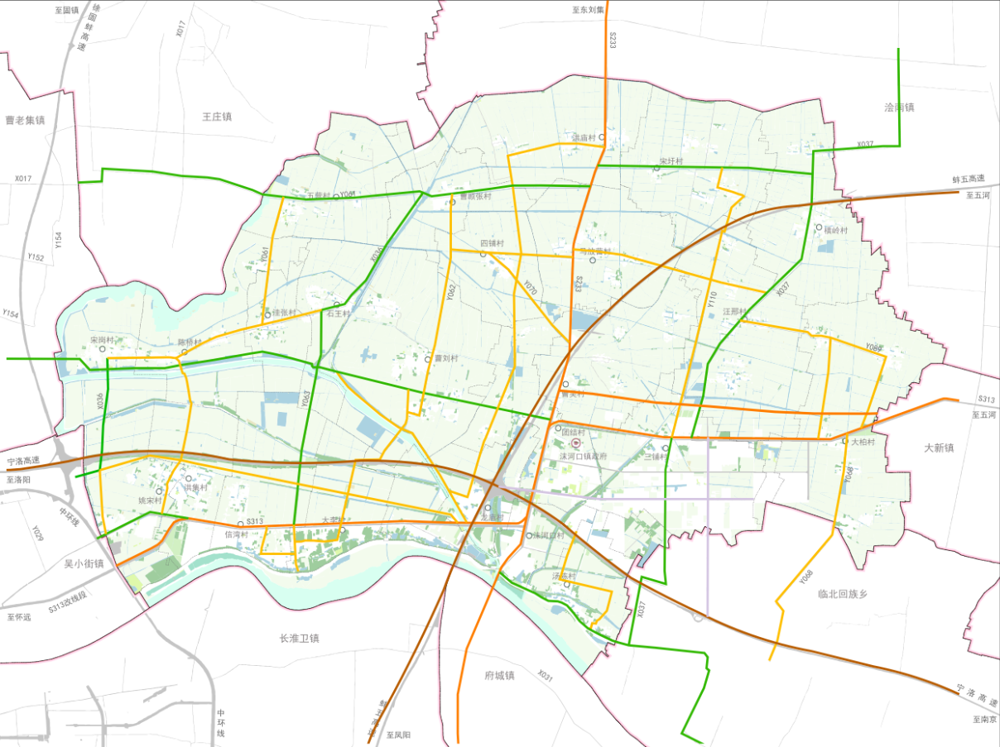 至固镇
徐固蚌高速
X017
至东刘集
S233
曹老集镇
王庄镇
浍南镇
X037
洪庙村
宋圩村
X017
蚌五高速
至五河
五营村
Y061
曹顾张村
Y154
Y152
Y061
X036
四铺村
马放营村
横岭村
S233
Y062
Y070
Y110
X037
Y154
佳张村
石王村
汪那村
宋岗村
陈桥村
Y089
曹刘村
X036
Y063
曹吴村
S313
至五河
团结村
沫河口镇政府
三铺村
大柏村
大新镇
宁洛高速
至洛阳
洪集村
姚宋村
Y068
中环线
Y029
S313
信湾村
大李村
龙庙村
沫河口村
吴小街镇
汤陈村
Y068
临北回族乡
S313改线段
至怀远
X037
长淮卫镇
府城镇
X031
宁洛高速
至南京
中环线
至凤阳